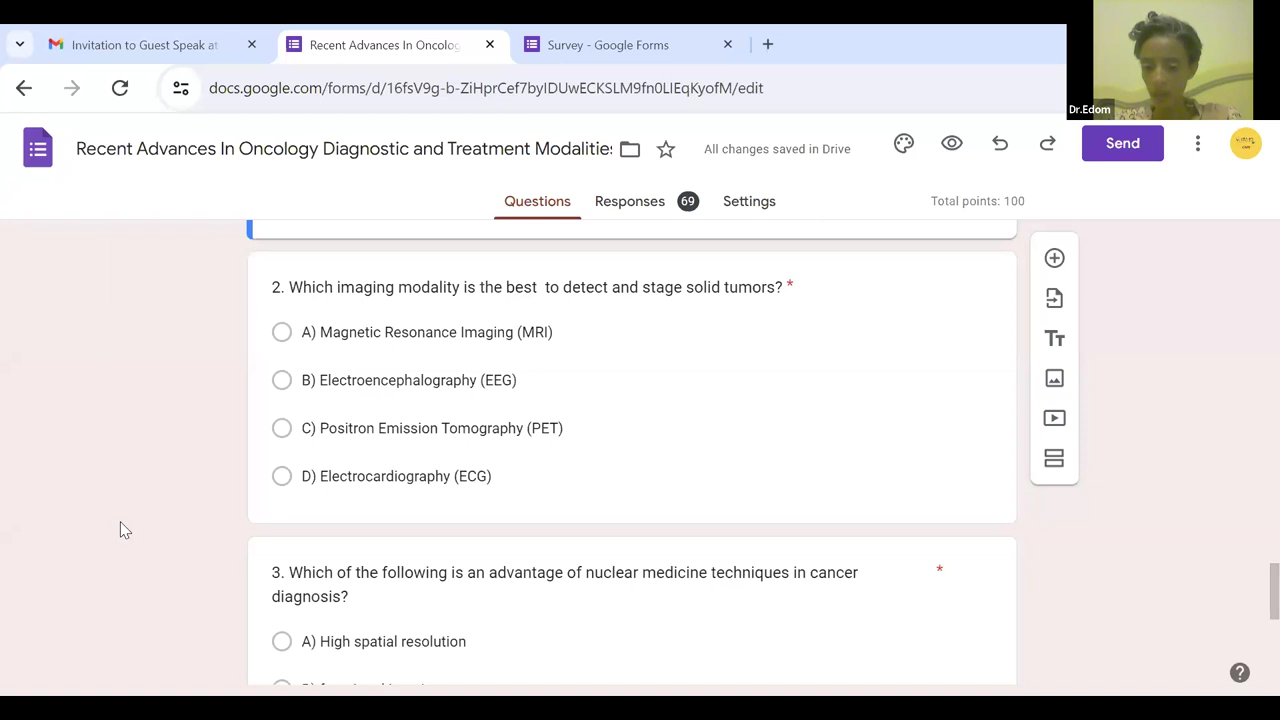 Invitation to Guest Speak at
Recent Advances In Oncolo
Survey - Google Forms
docs.google.com/forms/d/16fsV9g-b-ZiHprCef7byIDUwECKSLM9fn0LIEqKyofM/edit
Dr.Edom
Recent Advances In Oncology Diagnostic and Treatment Modalities
All changes saved in Drive
Send
Questions
Responses 69
Settings
Total points: 100
2. Which imaging modality is the best to detect and stage solid tumors? *
A) Magnetic Resonance Imaging (MRI)
B) Electroencephalography (EEG)
C) Positron Emission Tomography (PET)
D) Electrocardiography (ECG)
3. Which of the following is an advantage of nuclear medicine techniques in cancer *
diagnosis?
A) High spatial resolution